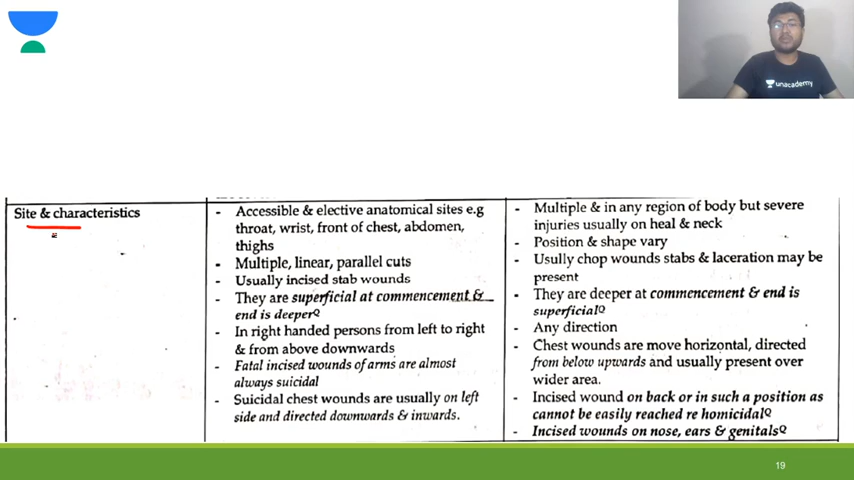 unacademy
Site & characteristics
- Accessible & elective anatomical sites e.g
throat, wrist, front of chest, abdomen,
thighs
- Multiple, linear, parallel cuts
- Usually incised stab wounds
- They are superficial at commencement &
end is deeperQ
- In right handed persons from left to right
& from above downwards
- Fatal incised wounds of arms are almost
always suicidal
- Suicidal chest wounds are usually on left
side and directed downwards & inwards.
- Multiple & in any region of body but severe
injuries usually on heal & neck
- Position & shape vary
- Usully chop wounds stabs & laceration may be
present
- They are deeper at commencement & end is
superficialQ
- Any direction
- Chest wounds are move horizontal, directed
from below upwards and usually present over
wider area.
- Incised wound on back or in such a position as
cannot be easily reached re homicidalQ
- Incised wounds on nose, ears & genitalsQ
19